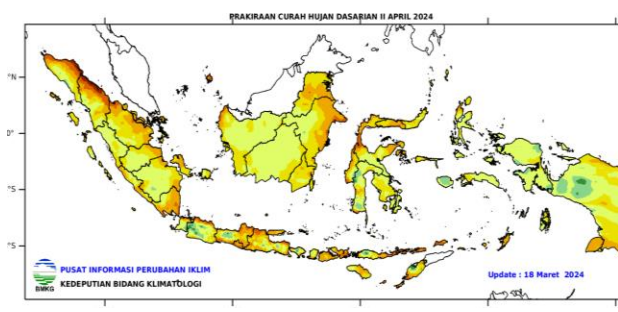 PRAKIRAAN CURAH HUJAN DASARIAN II APRIL 2024
°N
0°
°S
°S
PUSAT INFORMASI PERUBAHAN IKLIM
KEDEPUTIAN BIDANG KLIMATOLOGI
BMKG
Update : 18 Maret 2024